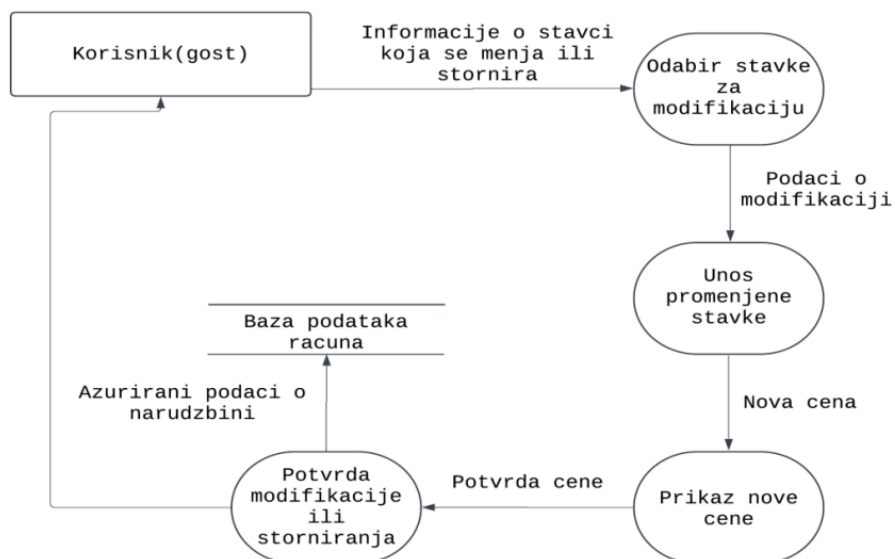 Korisnik(gost)
Informacije o stavci
koja se menja ili
stornira
Odabir stavke
za
modifikaciju
Podaci o
modifikaciji
Unos
promenjene
stavke
Baza podataka
racuna
Azurirani podaci o
narudzbini
Nova cena
Potvrda
modifikacije
ili
storniranja
Potvrda cene
Prikaz nove
cene